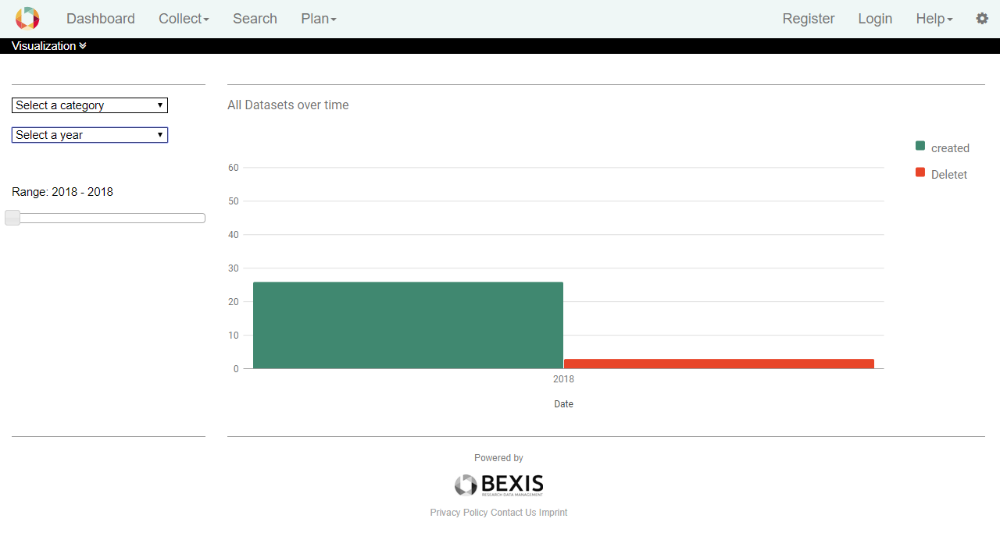 Dashboard Collect Search Plan Register Login Help
Visualization
Select a category
Select a year
Range: 2018 - 2018
All Datasets over time
created
Deletet
60
50
40
30
20
10
0
2018
Date
Powered by
BEXIS
RESEARCH DATA MANAGEMENT
Privacy Policy Contact Us Imprint